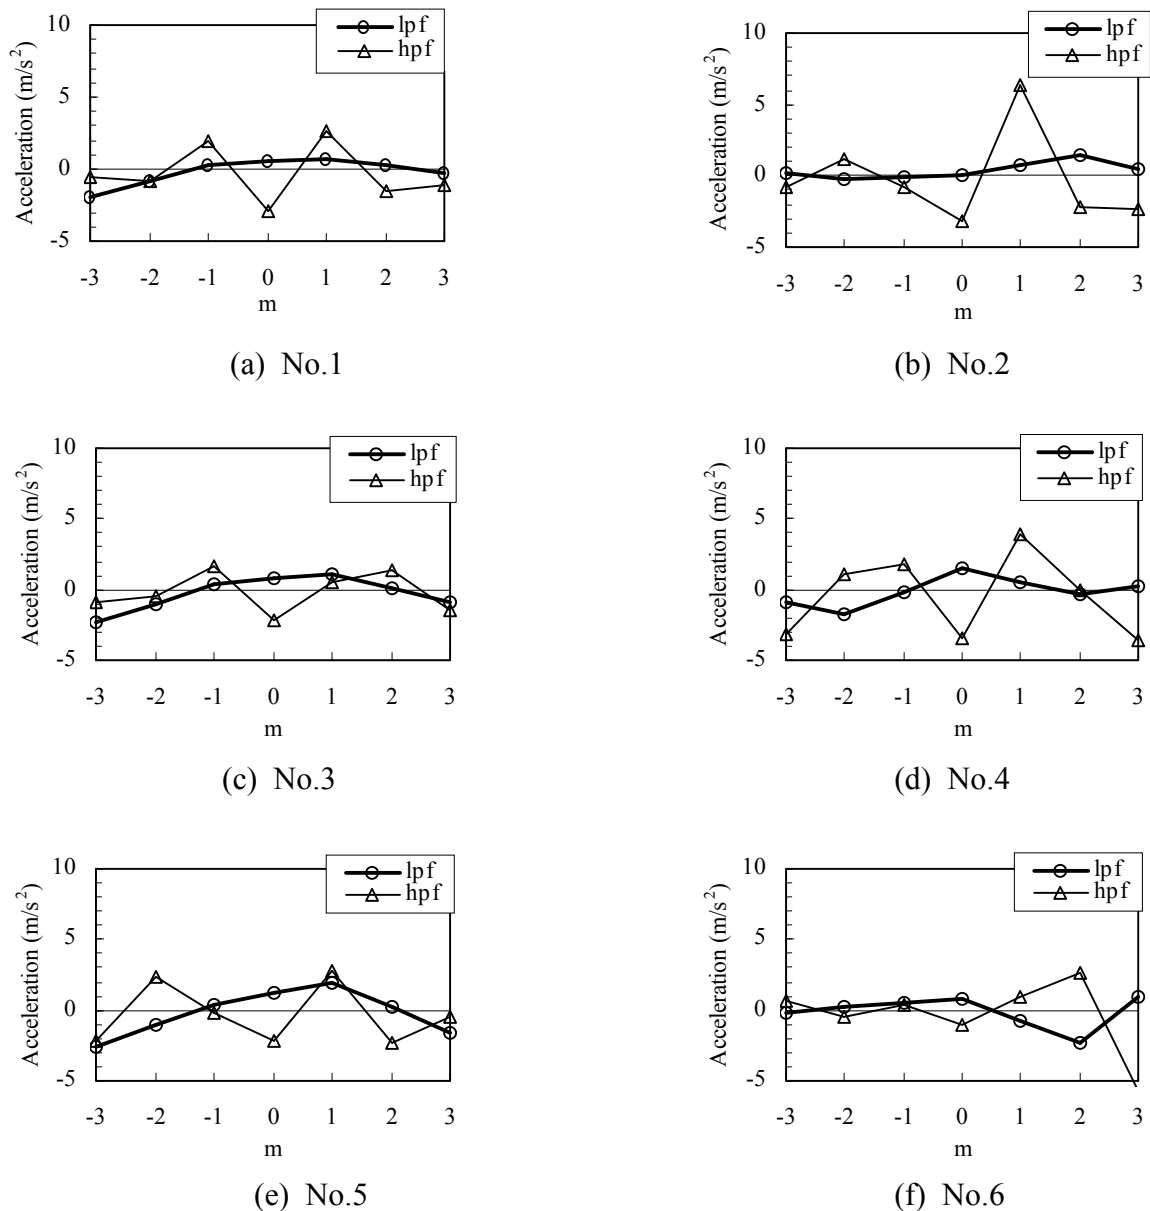 10
5
0
-5
Acceleration (m/s²)
lpf
hpf
-3 -2 -1 0 1 2 3
m
(a) No.1
10
5
0
-5
Acceleration (m/s²)
lpf
hpf
-3 -2 -1 0 1 2 3
m
(b) No.2
10
5
0
-5
Acceleration (m/s²)
lpf
hpf
-3 -2 -1 0 1 2 3
m
(c) No.3
10
5
0
-5
Acceleration (m/s²)
lpf
hpf
-3 -2 -1 0 1 2 3
m
(d) No.4
10
5
0
-5
Acceleration (m/s²)
lpf
hpf
-3 -2 -1 0 1 2 3
m
(e) No.5
10
5
0
-5
Acceleration (m/s²)
lpf
hpf
-3 -2 -1 0 1 2 3
m
(f) No.6